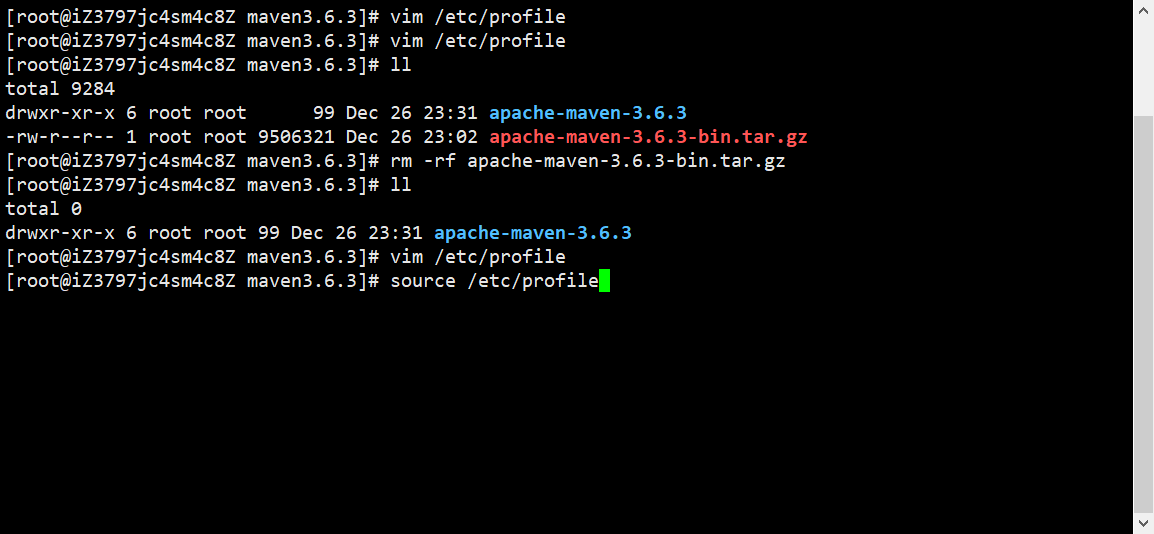 [root@iZ3797jc4sm4c8Z maven3.6.3]# vim /etc/profile
[root@iZ3797jc4sm4c8Z maven3.6.3]# vim /etc/profile
[root@iZ3797jc4sm4c8Z maven3.6.3]# ll
total 9284
drwxr-xr-x 6 root root      99 Dec 26 23:31 apache-maven-3.6.3
-rw-r--r-- 1 root root 9506321 Dec 26 23:02 apache-maven-3.6.3-bin.tar.gz
[root@iZ3797jc4sm4c8Z maven3.6.3]# rm -rf apache-maven-3.6.3-bin.tar.gz
[root@iZ3797jc4sm4c8Z maven3.6.3]# ll
total 0
drwxr-xr-x 6 root root 99 Dec 26 23:31 apache-maven-3.6.3
[root@iZ3797jc4sm4c8Z maven3.6.3]# vim /etc/profile
[root@iZ3797jc4sm4c8Z maven3.6.3]# source /etc/profile